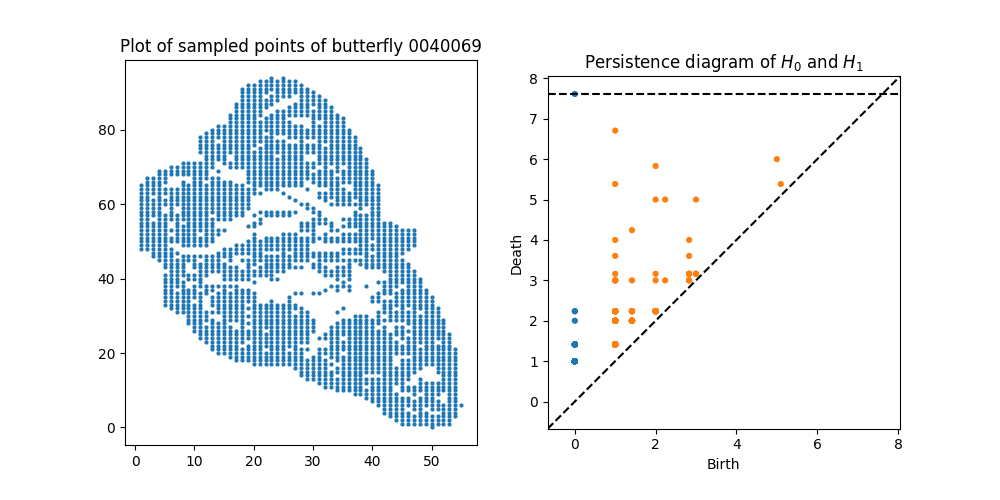 Plot of sampled points of butterfly 0040069
80
60
40
20
0
0 10 20 30 40 50
Persistence diagram of H₀ and H₁
8
7
6
5
4
3
2
1
0
Death
0 2 4 6 8
Birth